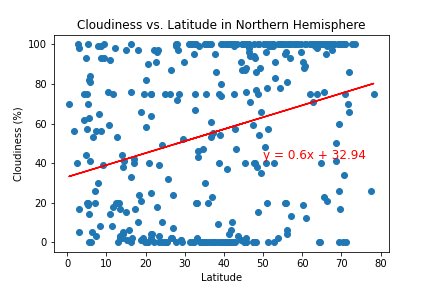 Cloudiness vs. Latitude in Northern Hemisphere
Cloudiness (%)
100
80
60
40
20
0
y = 0.6x + 32.94
0 10 20 30 40 50 60 70 80
Latitude